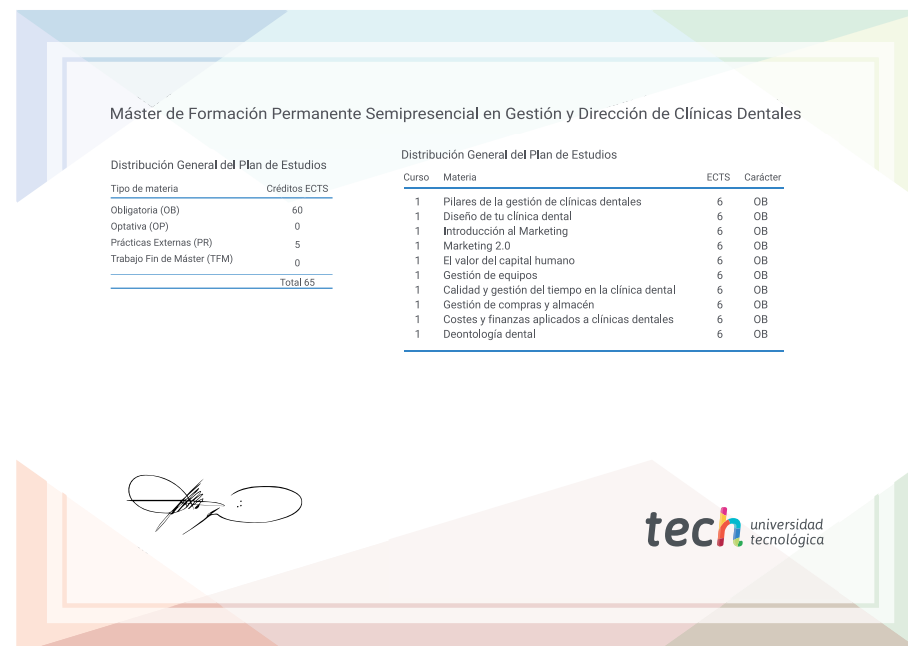 Máster de Formación Permanente Semipresencial en Gestión y Dirección de Clínicas Dentales
Distribución General del Plan de Estudios
Tipo de materia Créditos ECTS
Obligatoria (OB) 60
Optativa (OP) 0
Prácticas Externas (PR) 5
Trabajo Fin de Máster (TFM) 0
Total 65
Distribución General del Plan de Estudios
Curso Materia ECTS Carácter
1 Pilares de la gestión de clínicas dentales 6 OB
1 Diseño de tu clínica dental 6 OB
1 Introducción al Marketing 6 OB
1 Marketing 2.0 6 OB
1 El valor del capital humano 6 OB
1 Gestión de equipos 6 OB
1 Calidad y gestión del tiempo en la clínica dental 6 OB
1 Gestión de compras y almacén 6 OB
1 Costes y finanzas aplicados a clínicas dentales 6 OB
1 Deontología dental 6 OB
tech universidad
tecnológica